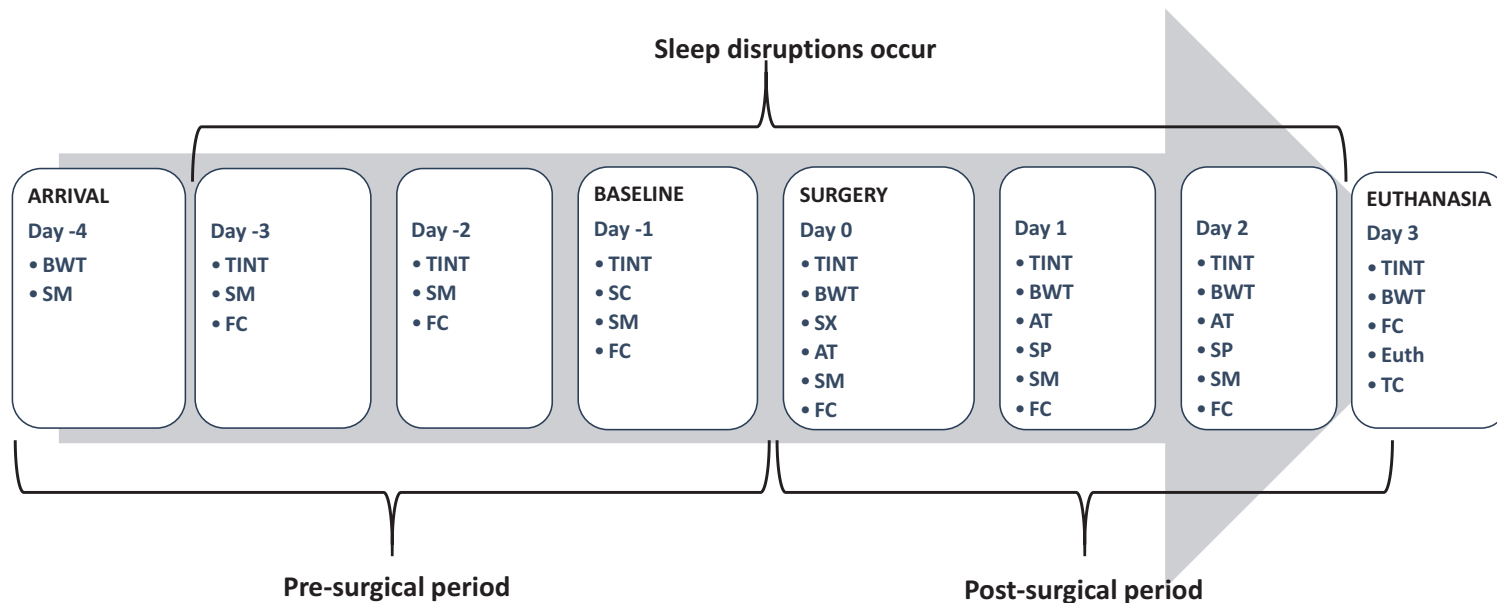 Sleep disruptions occur
ARRIVAL
Day -4
• BWT
• SM
Day -3
• TINT
• SM
• FC
Day -2
• TINT
• SM
• FC
BASELINE
Day -1
• TINT
• SC
• SM
• FC
SURGERY
Day 0
• TINT
• BWT
• SX
• AT
• SM
• FC
Day 1
• TINT
• BWT
• AT
• SP
• SM
• FC
Day 2
• TINT
• BWT
• AT
• SP
• SM
• FC
EUTHANASIA
Day 3
• TINT
• BWT
• FC
• Euth
• TC
Pre-surgical period
Post-surgical period